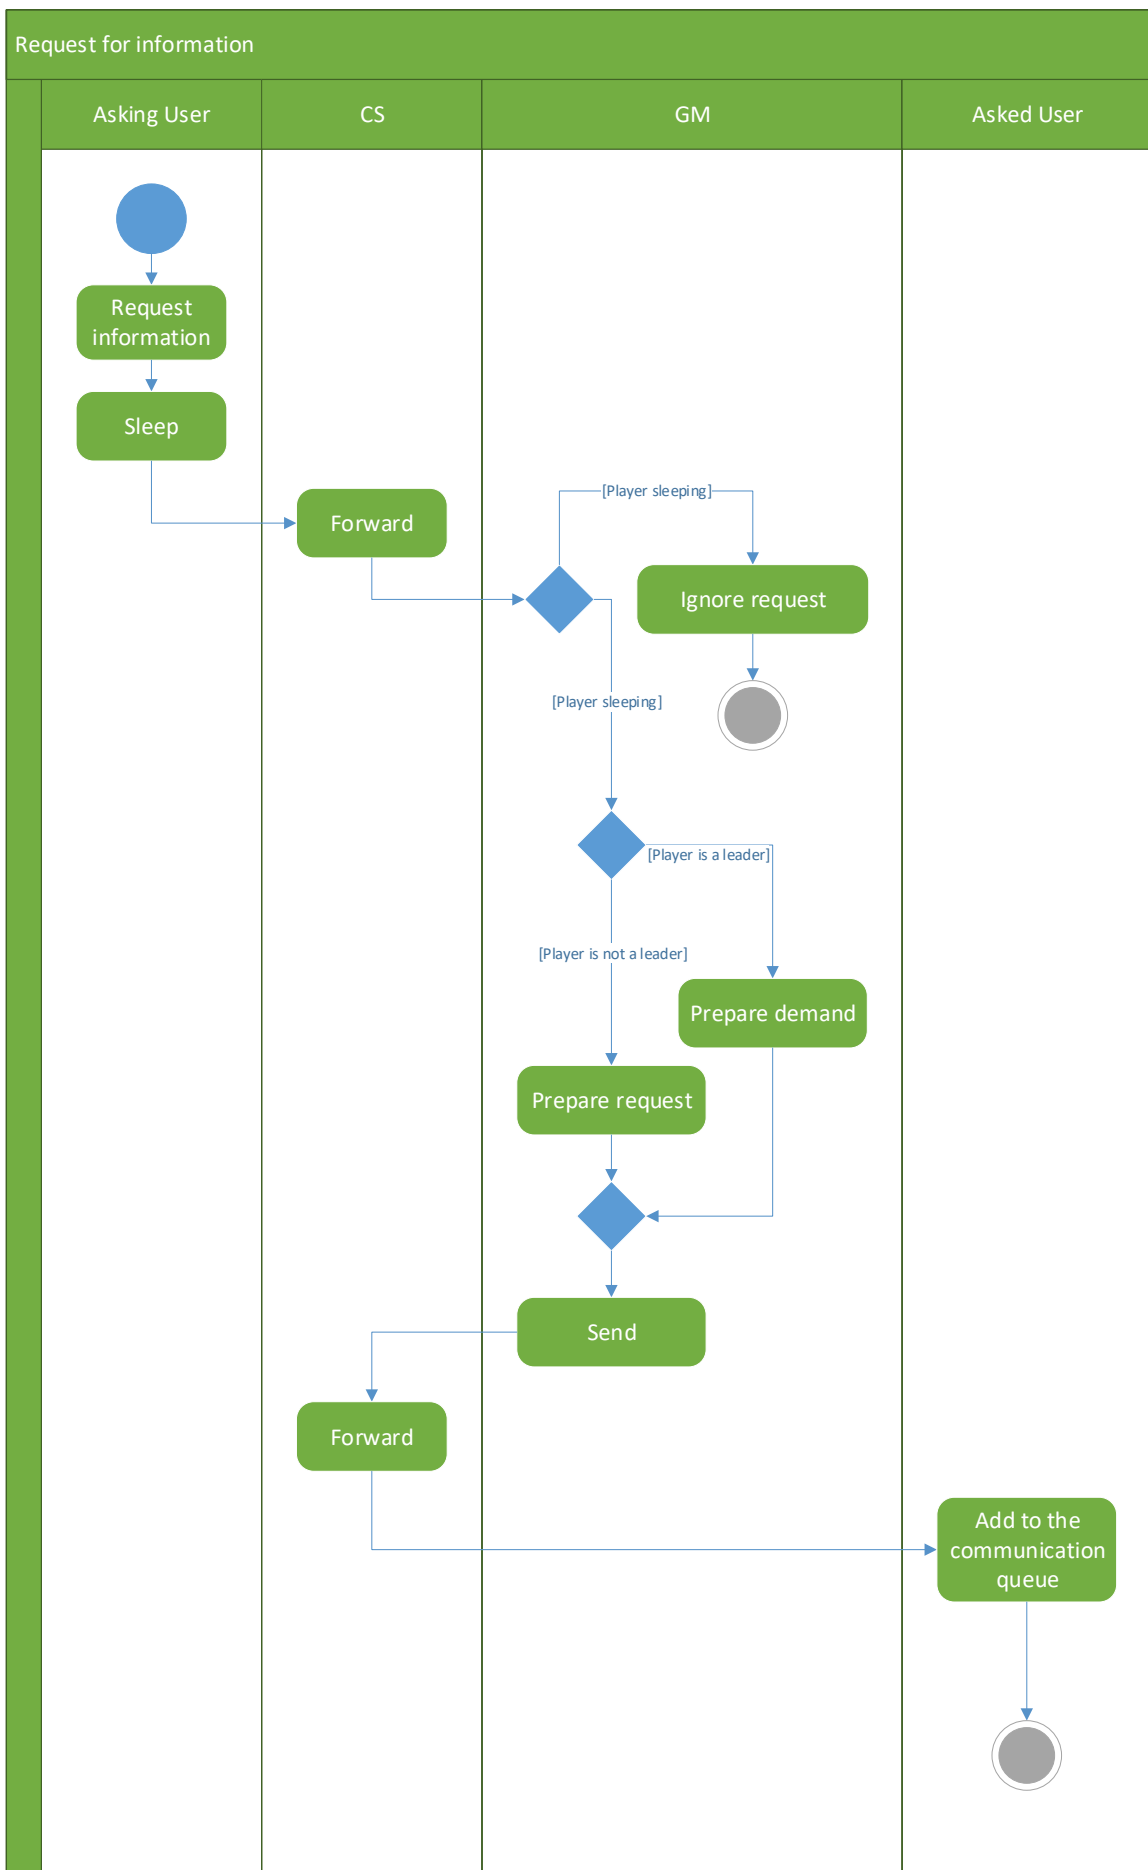 Request for information
Asking User
CS
GM
Asked User
Request
information
Sleep
Forward
[Player sleeping]
Ignore request
[Player sleeping]
[Player is a leader]
[Player is not a leader]
Prepare demand
Prepare request
Send
Forward
Add to the
communication
queue